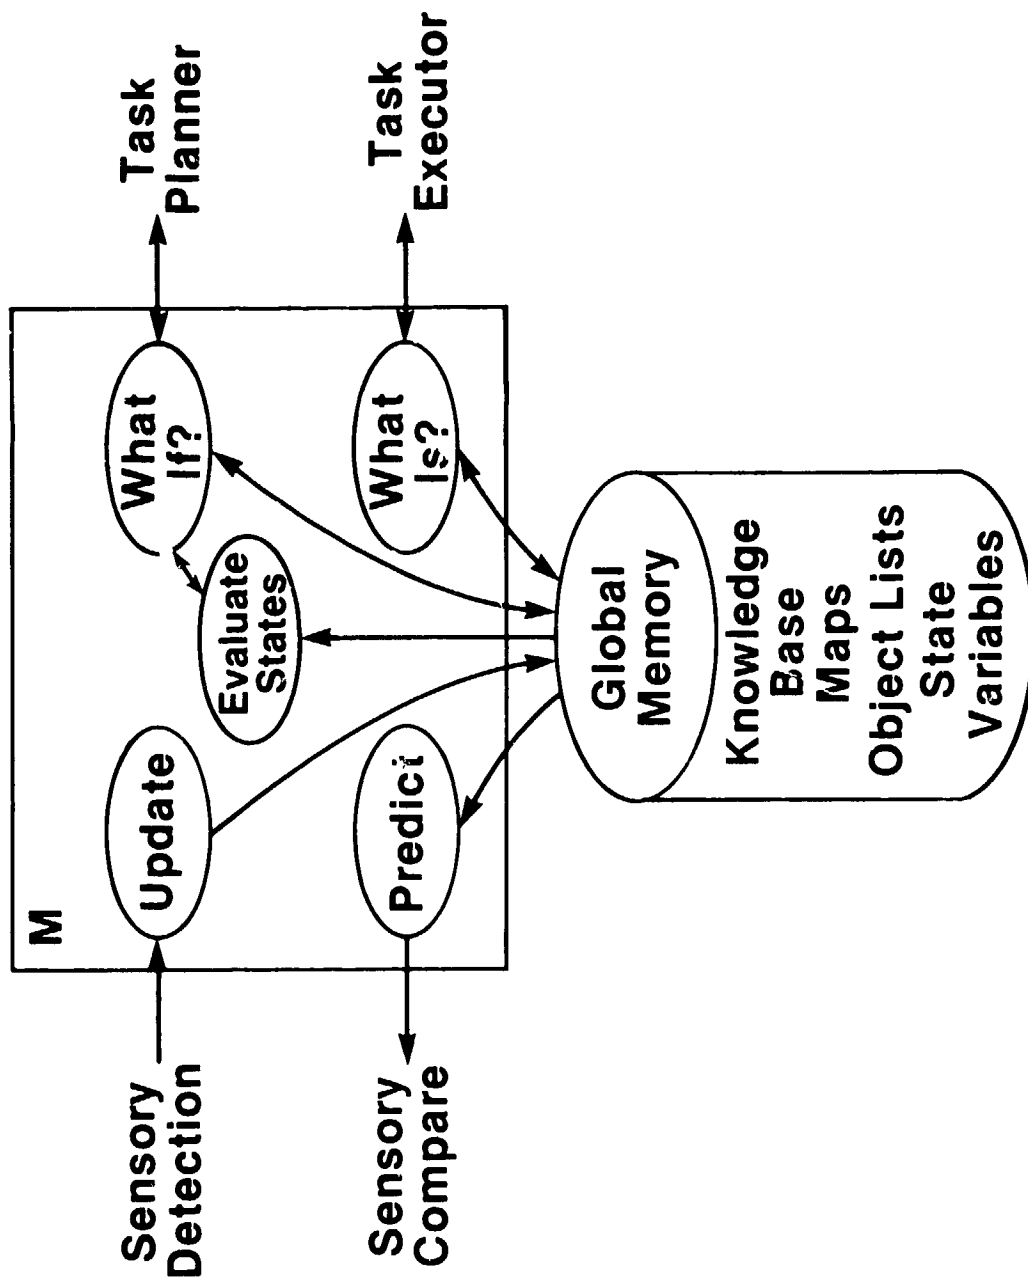 M
Sensory
Detection
Update
Evaluate
States
What
If?
Task
Planner
Sensory
Compare
Predict
What
Is?
Task
Executor
Global
Memory
Knowledge
Base
Maps
Object Lists
State
Variables